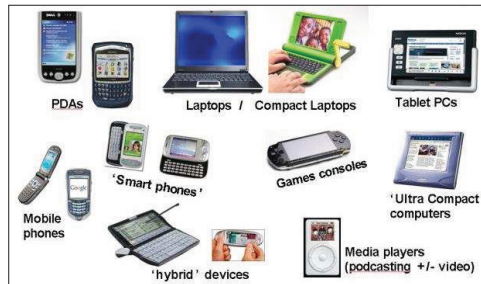 PDAs
Laptops / Compact Laptops
Tablet PCs
'Smart phones'
Games consoles
Mobile
phones
Google
'Ultra Compact
computers
'hybrid' devices
Media players
(podcasting +/- video)